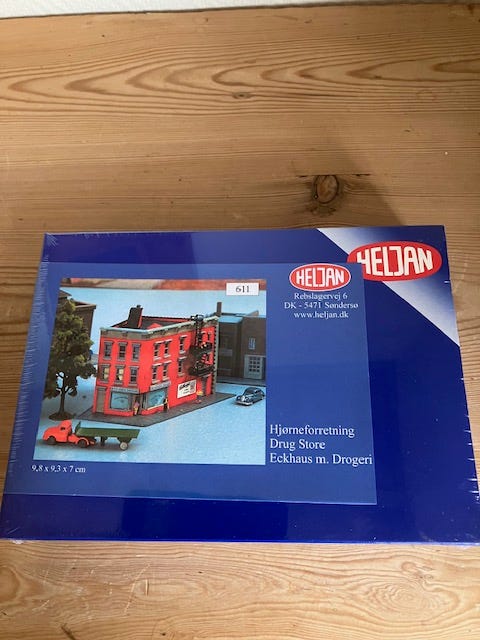 HELJAN
HELJAN
Rebslagervej 6
DK - 5471 Søndersø
www.heljan.dk
611
Hjørneforretning
Drug Store
Eckhaus m. Drogeri
9,8 x 9,3 x 7 cm